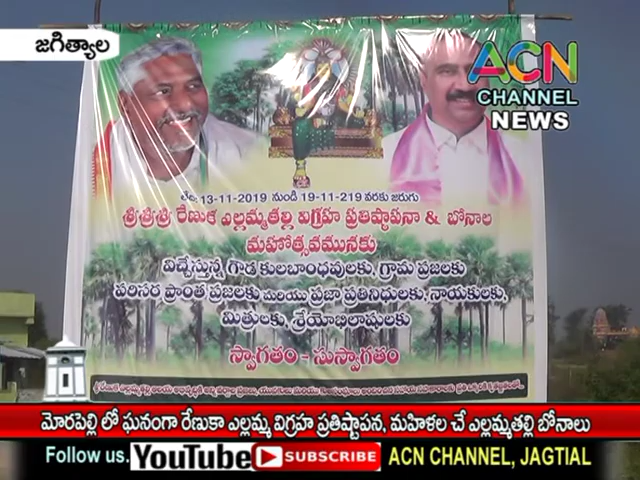 జగిత్యాల
ACN
CHANNEL
NEWS
తేది: 13-11-2019 నుండి 19-11-219 వరకు జరుగు
శ్రీశ్రీశ్రీ రేణుక ఎల్లమ్మతల్లి విగ్రహ ప్రతిష్టాపనా & బోనాల
మహోత్సవమునకు
విచ్చేస్తున్న గౌడ కులబాంధవులకు, గ్రామ ప్రజలకు
పరిసర ప్రాంత ప్రజలకు మరియు ప్రజా ప్రతినిధులకు, నాయకులకు,
మిత్రులకు, శ్రేయోభిలాషులకు
స్వాగతం - సుస్వాగతం
మోరపెల్లి లో ఘనంగా రేణుకా ఎల్లమ్మ విగ్రహ ప్రతిష్టాపన, మహిళల చే ఎల్లమ్మతల్లి బోనాలు
Follow us. YouTube SUBSCRIBE ACN CHANNEL, JAGTIAL